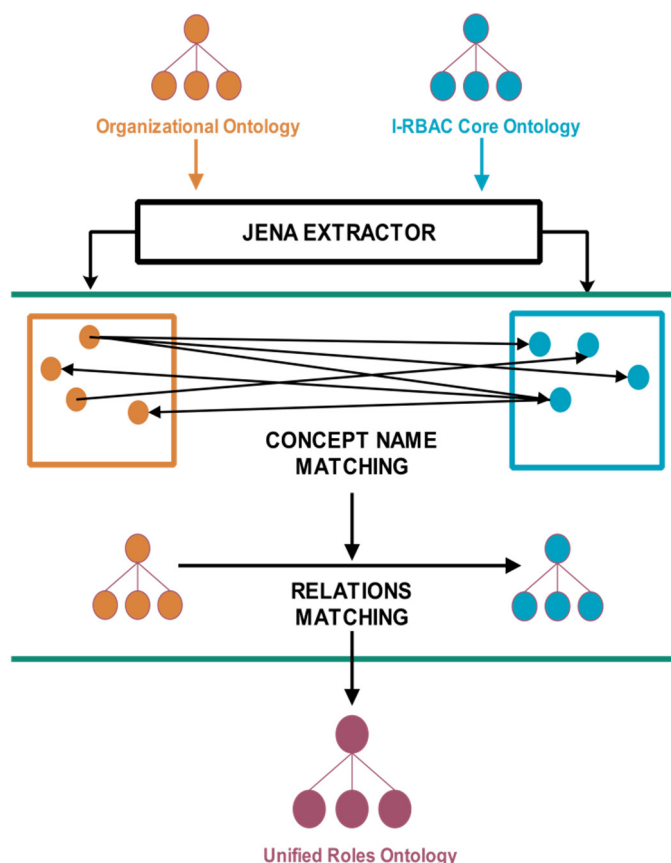 Organizational Ontology
I-RBAC Core Ontology
JENA EXTRACTOR
CONCEPT NAME
MATCHING
RELATIONS
MATCHING
Unified Roles Ontology